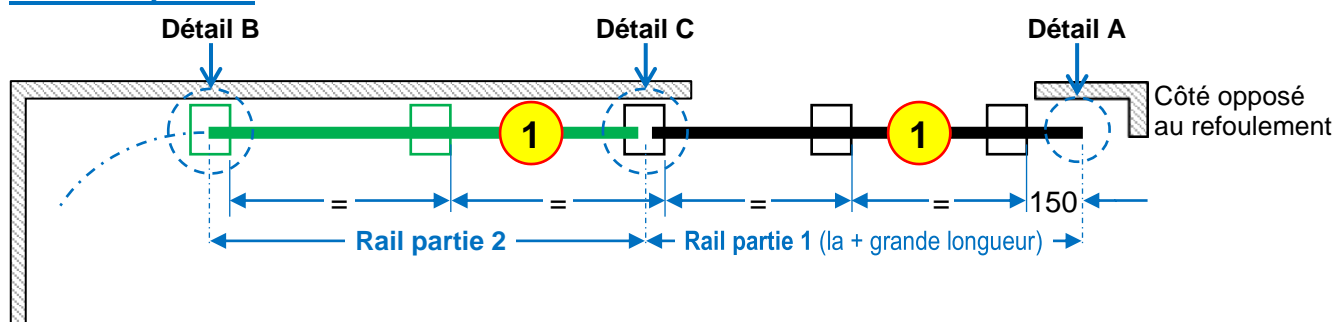 Détail B
Détail C
Détail A
Côté opposé
au refoulement
1
1
=
=
=
=
150
Rail partie 2
Rail partie 1 (la + grande longueur)